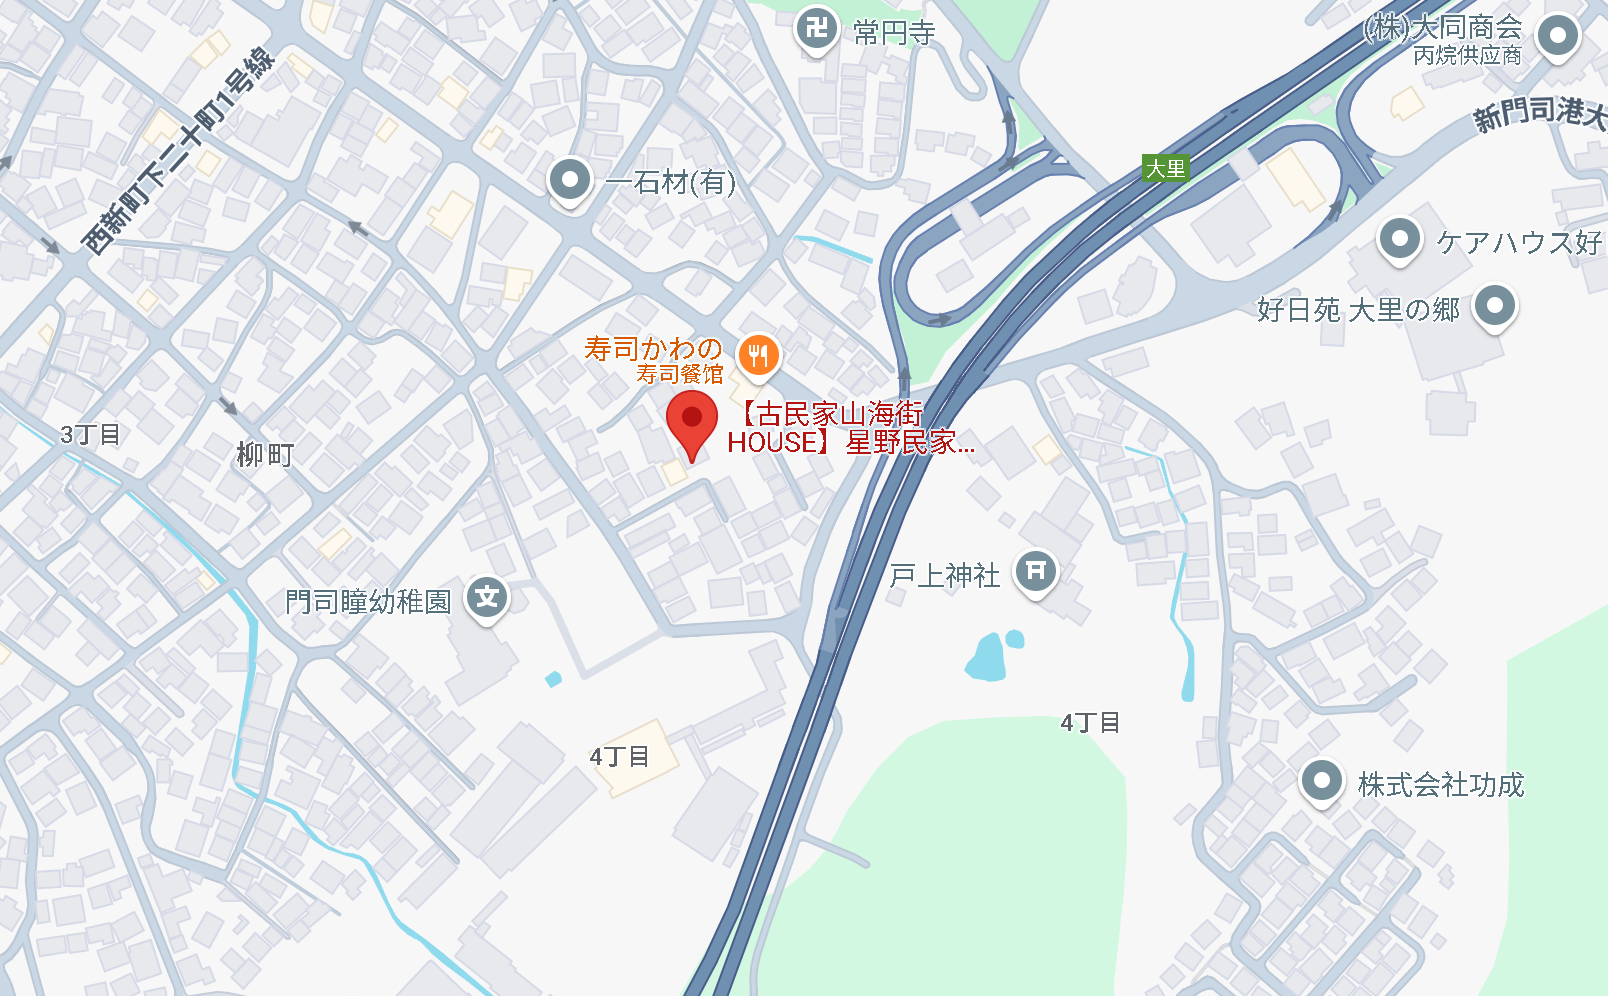 常円寺
(株)大同商会
丙烷供应商
西新町下二十町1号線
新門司港大
大里
一石材(有)
ケアハウス好
好日苑 大里の郷
寿司かわの
寿司餐馆
【古民家山海街
HOUSE】星野民家...
3丁目
柳町
門司瞳幼稚園
戸上神社
4丁目
4丁目
株式会社功成